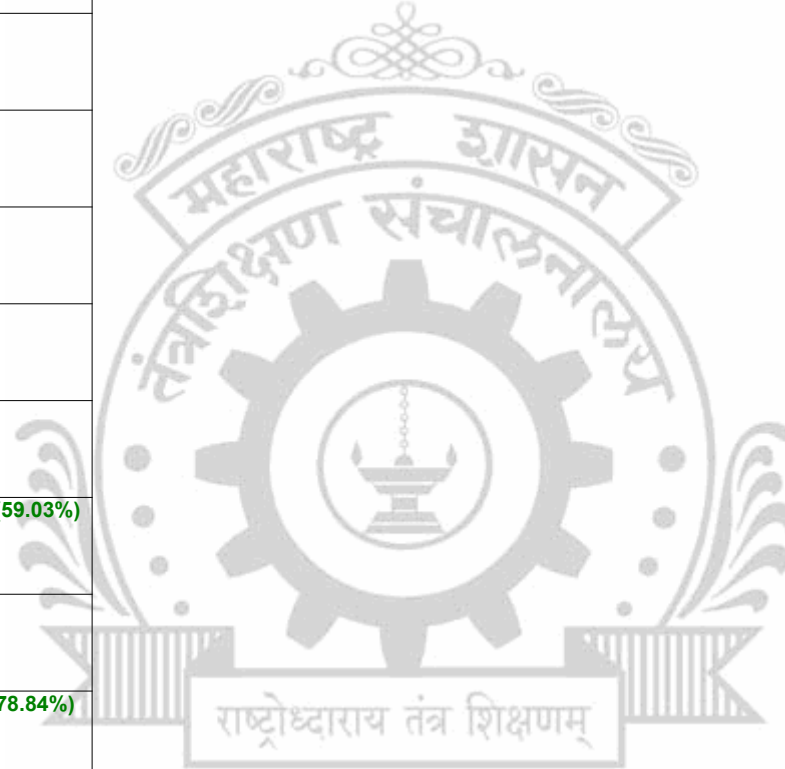 महाराष्ट्र शासन
तंत्रशिक्षण संचालनालय
59.03%)
78.84%)
राष्ट्रोध्दाराय तंत्र शिक्षणम्